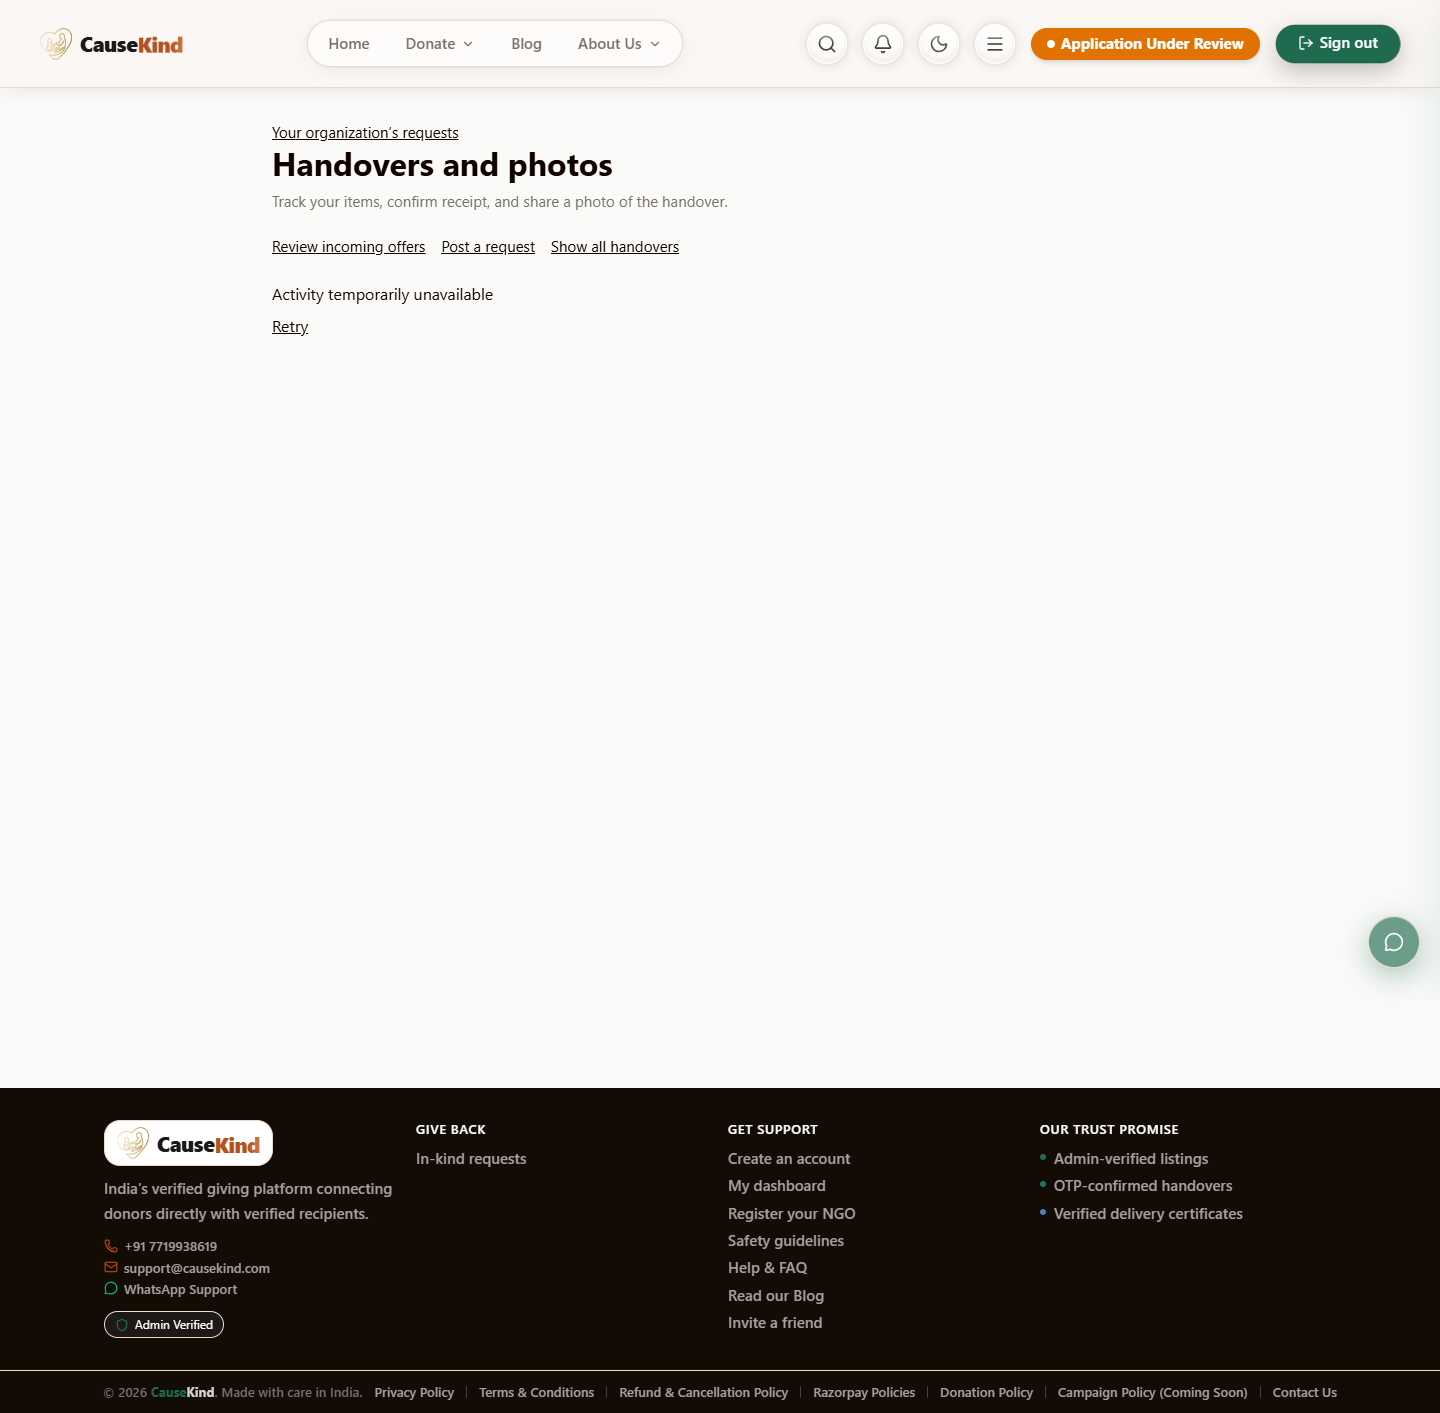 CauseKind
Home
Donate
Blog
About Us
Application Under Review
Sign out
Your organization's requests
Handovers and photos
Track your items, confirm receipt, and share a photo of the handover.
Review incoming offers
Post a request
Show all handovers
Activity temporarily unavailable
Retry
CauseKind
India's verified giving platform connecting
donors directly with verified recipients.
+91 7719938619
support@causekind.com
WhatsApp Support
Admin Verified
GIVE BACK
In-kind requests
GET SUPPORT
Create an account
My dashboard
Register your NGO
Safety guidelines
Help & FAQ
Read our Blog
Invite a friend
OUR TRUST PROMISE
Admin-verified listings
OTP-confirmed handovers
Verified delivery certificates
© 2026 CauseKind. Made with care in India.
Privacy Policy
Terms & Conditions
Refund & Cancellation Policy
Razorpay Policies
Donation Policy
Campaign Policy (Coming Soon)
Contact Us